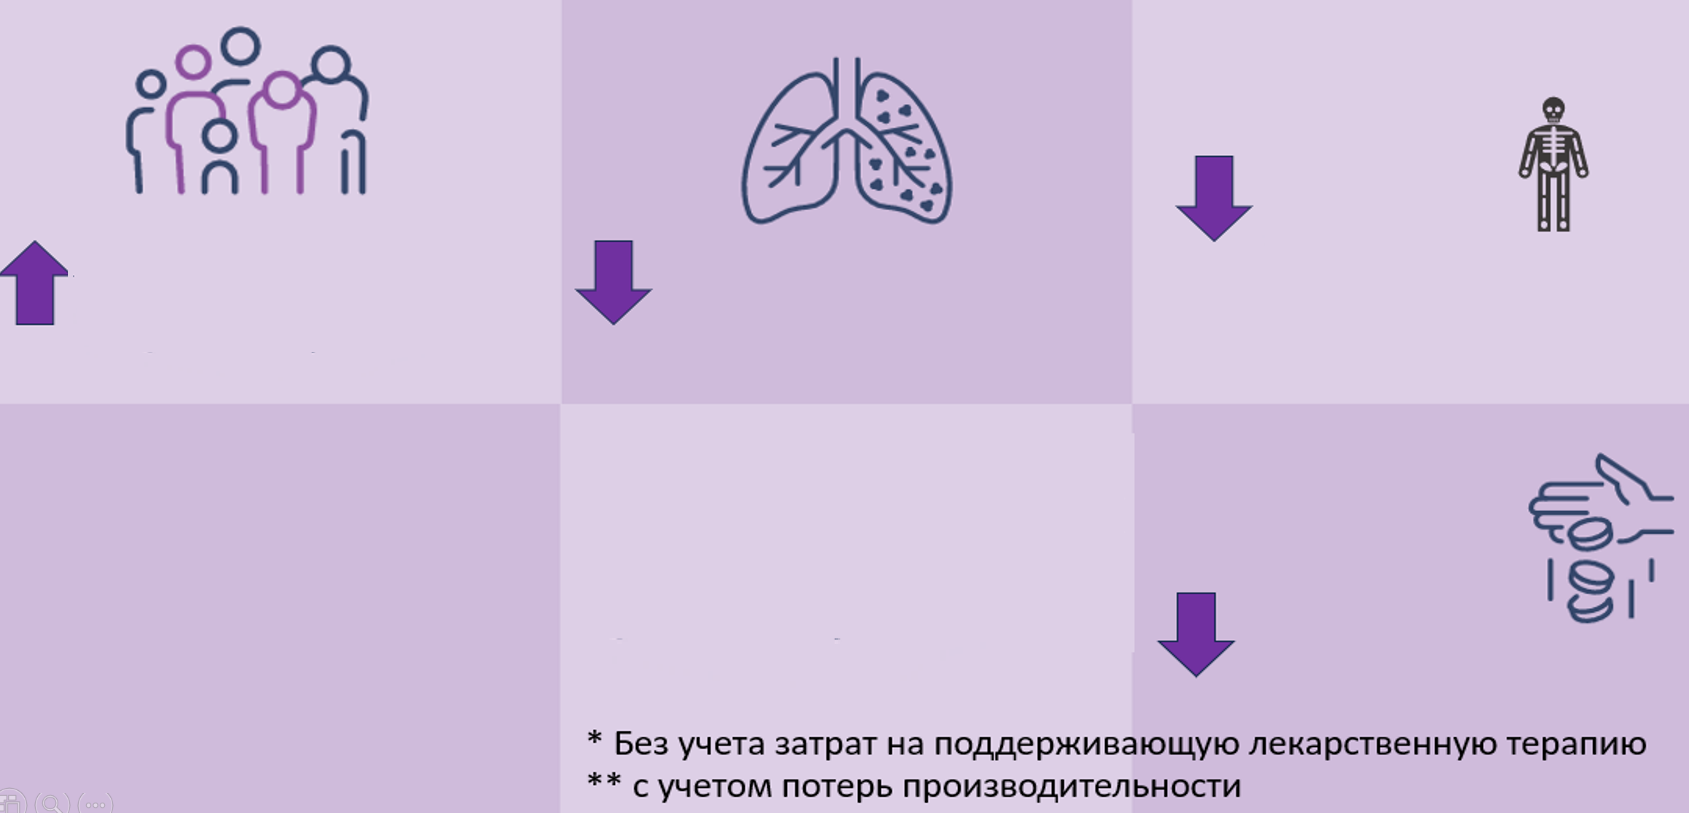 * Без учета затрат на поддерживающую лекарственную терапию
** с учетом потерь производительности